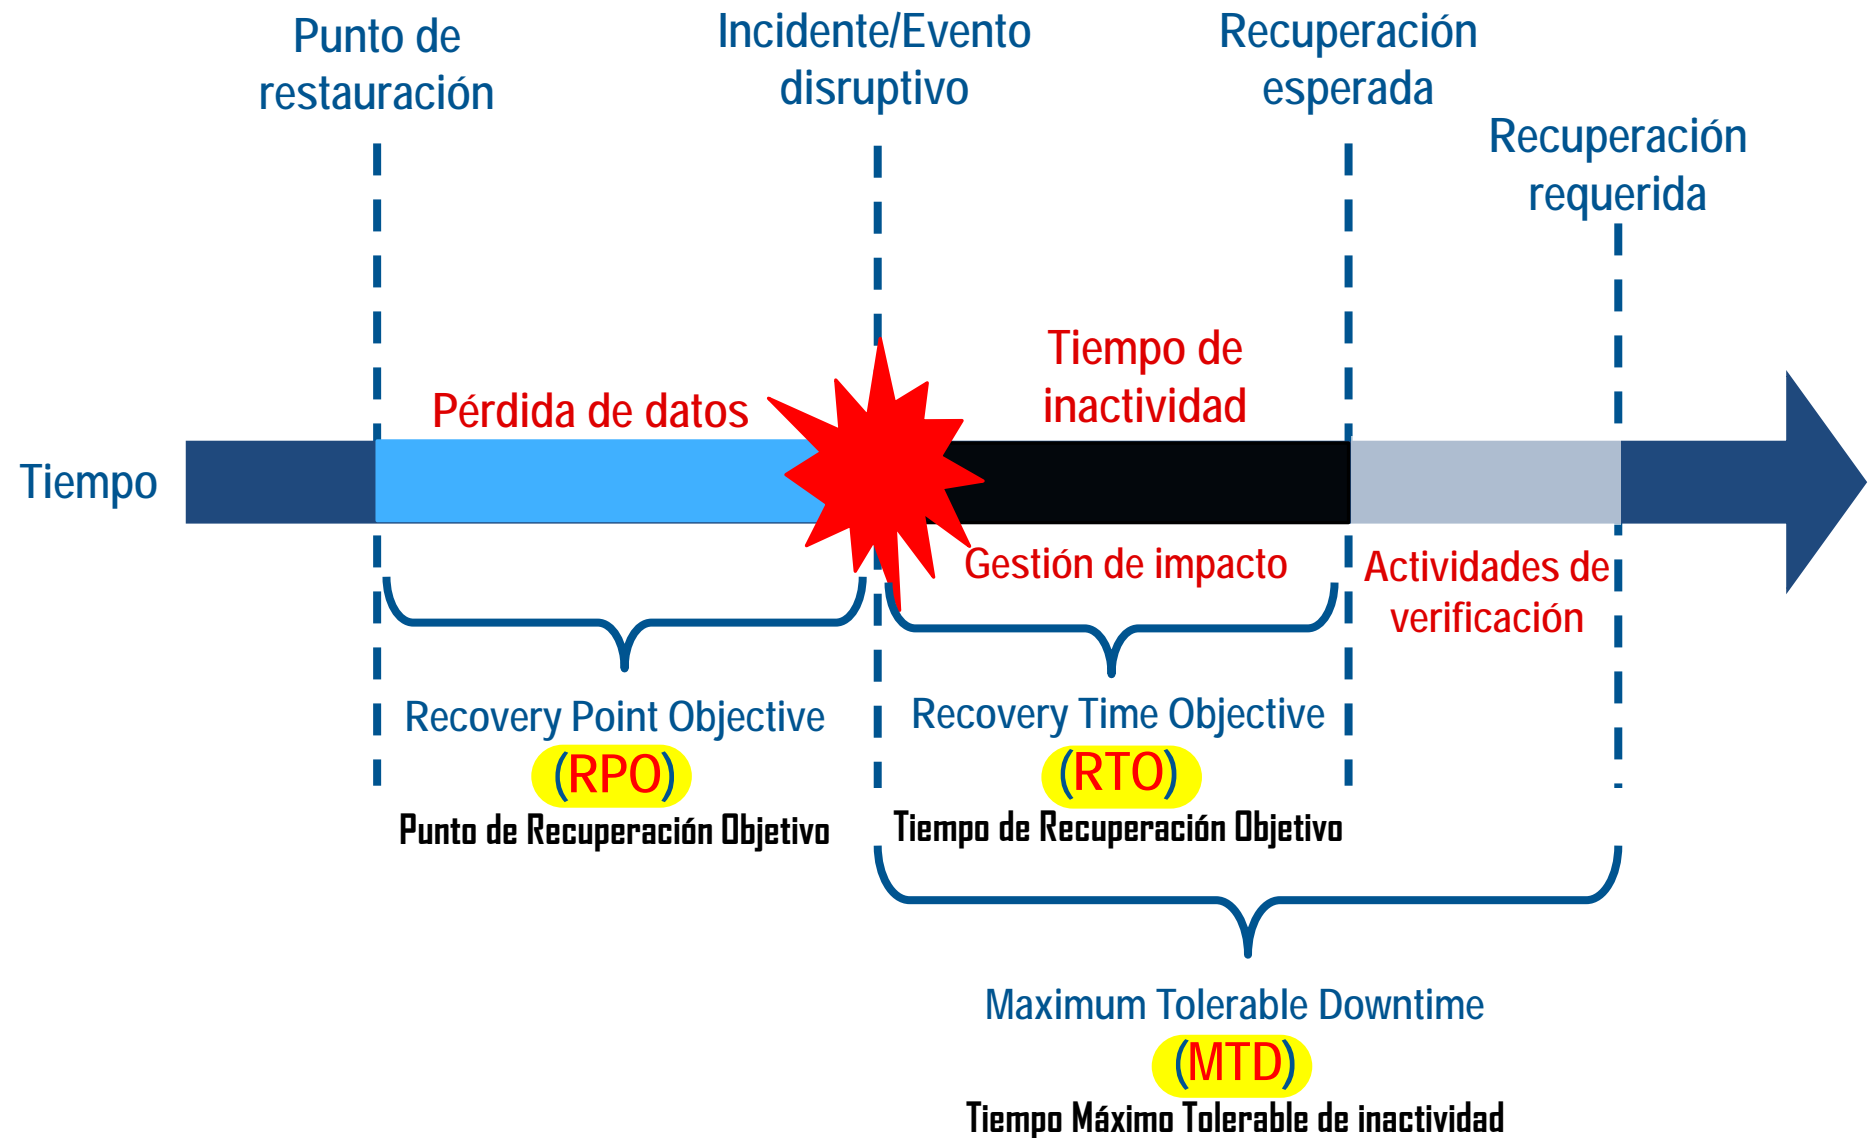 Punto de
restauración
Incidente/Evento
disruptivo
Recuperación
esperada
Recuperación
requerida
Pérdida de datos
Tiempo de
inactividad
Tiempo
Gestión de impacto
Actividades de
verificación
Recovery Point Objective
(RPO)
Punto de Recuperación Objetivo
Recovery Time Objective
(RTO)
Tiempo de Recuperación Objetivo
Maximum Tolerable Downtime
(MTD)
Tiempo Máximo Tolerable de inactividad